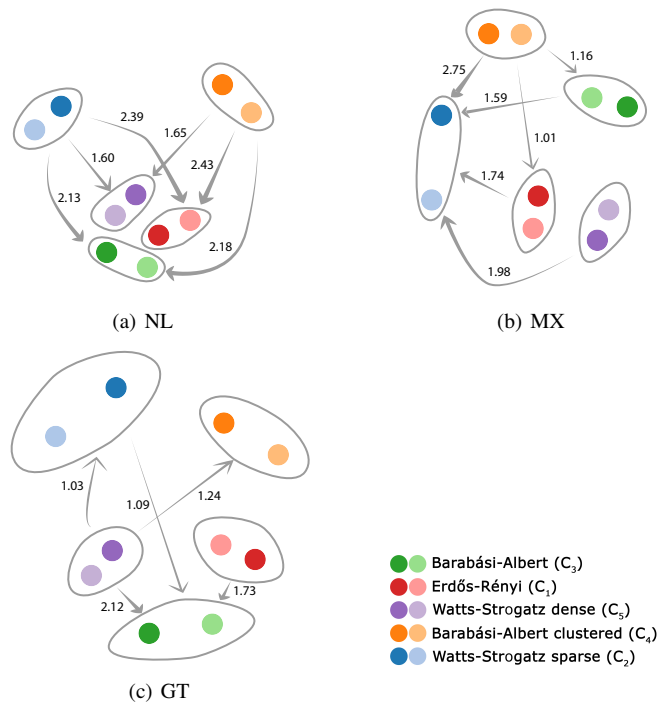 2.39
1.65
1.60
2.43
2.13
2.18
(a) NL
1.16
2.75
1.59
1.01
1.74
1.98
(b) MX
1.03
1.09
1.24
2.12
1.73
(c) GT
Barabási-Albert (C3)
Erdős-Rényi (C1)
Watts-Strogatz dense (C5)
Barabási-Albert clustered (C4)
Watts-Strogatz sparse (C2)